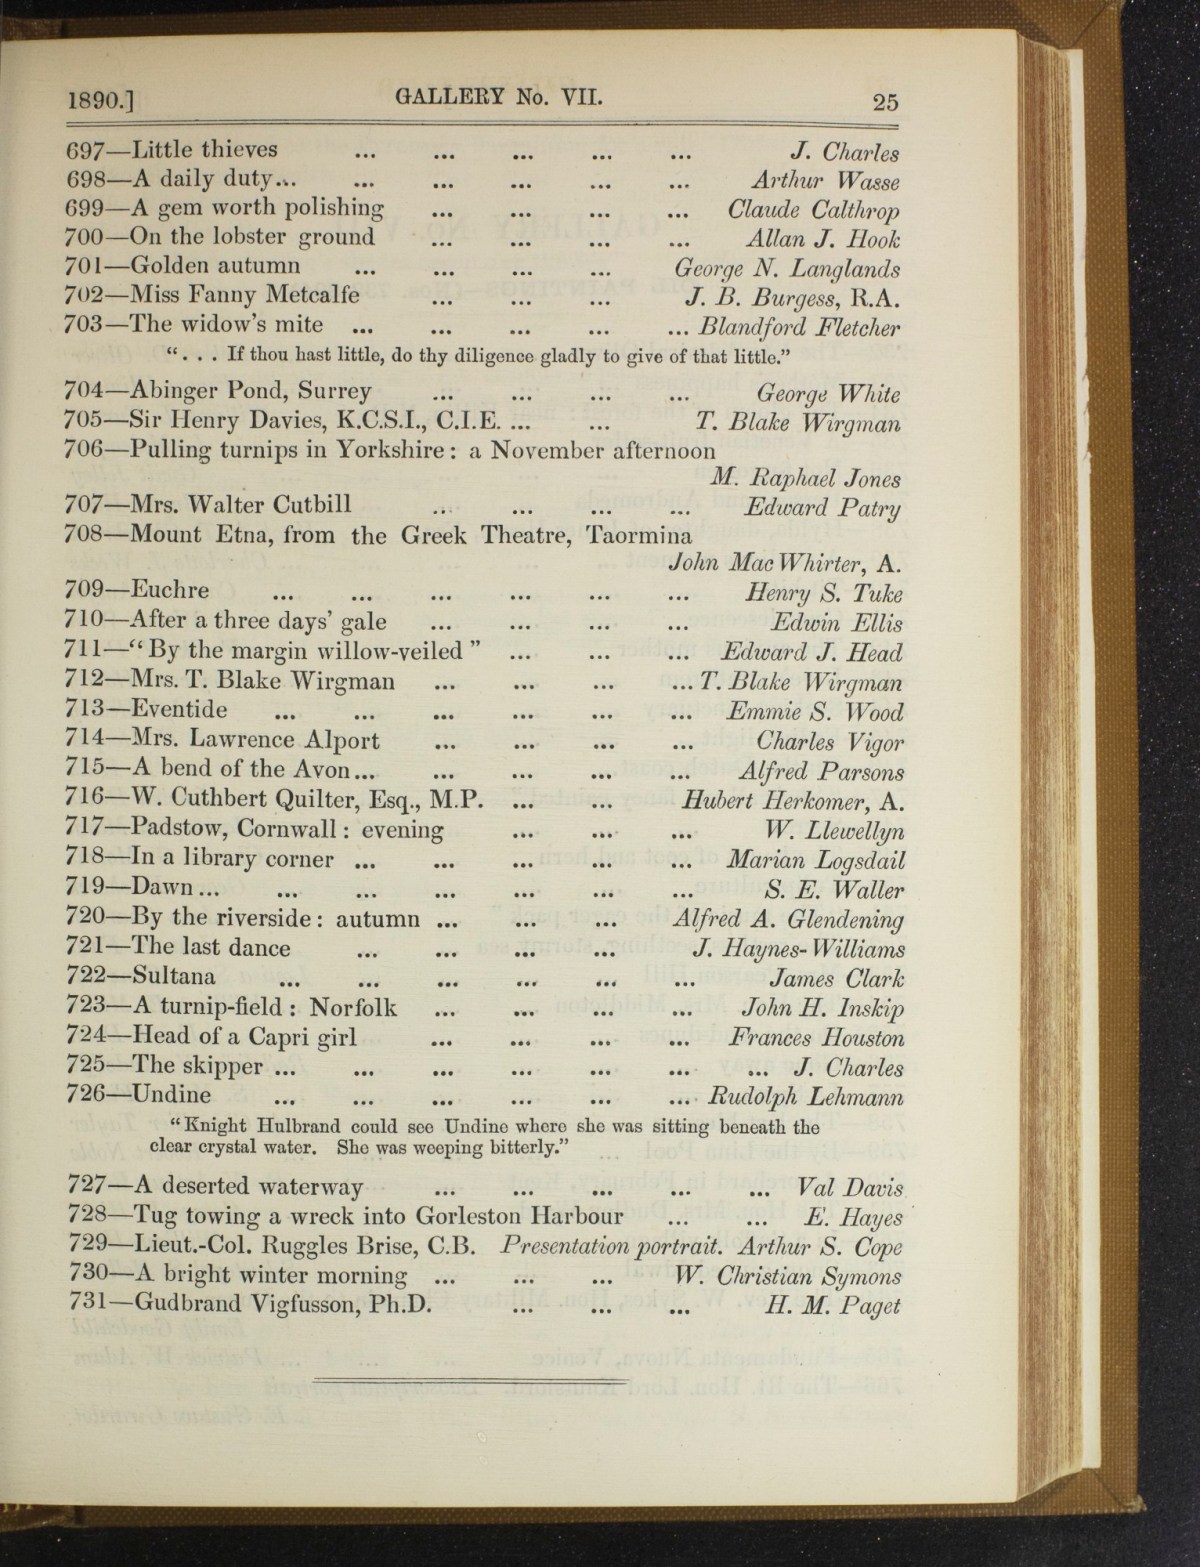 1890.] GALLERY No. VII. 25
697—Little thieves ... ... ... ... ... J. Charles
698—A daily duty... ... ... ... ... ... Arthur Wasse
699—A gem worth polishing ... ... ... ... Claude Calthrop
700—On the lobster ground ... ... ... ... Allan J. Hook
701—Golden autumn ... ... ... ... George N. Langlands
702—Miss Fanny Metcalfe ... ... ... J. B. Burgess, R.A.
703—The widow's mite ... ... ... ... ... Blandford Fletcher
“. . . If thou hast little, do thy diligence gladly to give of that little.”
704—Abinger Pond, Surrey ... ... ... ... George White
705—Sir Henry Davies, K.C.S.I., C.I.E. ... ... T. Blake Wirgman
706—Pulling turnips in Yorkshire : a November afternoon
M. Raphael Jones
707—Mrs. Walter Cutbill ... ... ... ... Edward Patry
708—Mount Etna, from the Greek Theatre, Taormina
John Mac Whirter, A.
709—Euchre ... ... ... ... ... ... Henry S. Tuke
710—After a three days' gale ... ... ... ... Edwin Ellis
711—“By the margin willow-veiled” ... ... ... Edward J. Head
712—Mrs. T. Blake Wirgman ... ... ... ... T. Blake Wirgman
713—Eventide ... ... ... ... ... ... Emmie S. Wood
714—Mrs. Lawrence Alport ... ... ... ... Charles Vigor
715—A bend of the Avon... ... ... ... ... Alfred Parsons
716—W. Cuthbert Quilter, Esq., M.P. ... ... Hubert Herkomer, A.
717—Padstow, Cornwall : evening ... ... ... W. Llewellyn
718—In a library corner ... ... ... ... ... Marian Logsdail
719—Dawn... ... ... ... ... ... ... S. E. Waller
720—By the riverside : autumn ... ... ... Alfred A. Glendening
721—The last dance ... ... ... ... J. Haynes-Williams
722—Sultana ... ... ... ... ... ... James Clark
723—A turnip-field : Norfolk ... ... ... ... John H. Inskip
724—Head of a Capri girl ... ... ... ... Frances Houston
725—The skipper ... ... ... ... ... ... ... J. Charles
726—Undine ... ... ... ... ... ... Rudolph Lehmann
“Knight Hulbrand could see Undine where she was sitting beneath the
clear crystal water. She was weeping bitterly.”
727—A deserted waterway ... ... ... ... ... Val Davis
728—Tug towing a wreck into Gorleston Harbour ... ... E. Hayes
729—Lieut.-Col. Ruggles Brise, C.B. Presentation portrait. Arthur S. Cope
730—A bright winter morning ... ... ... W. Christian Symons
731—Gudbrand Vigfusson, Ph.D. ... ... ... H. M. Paget